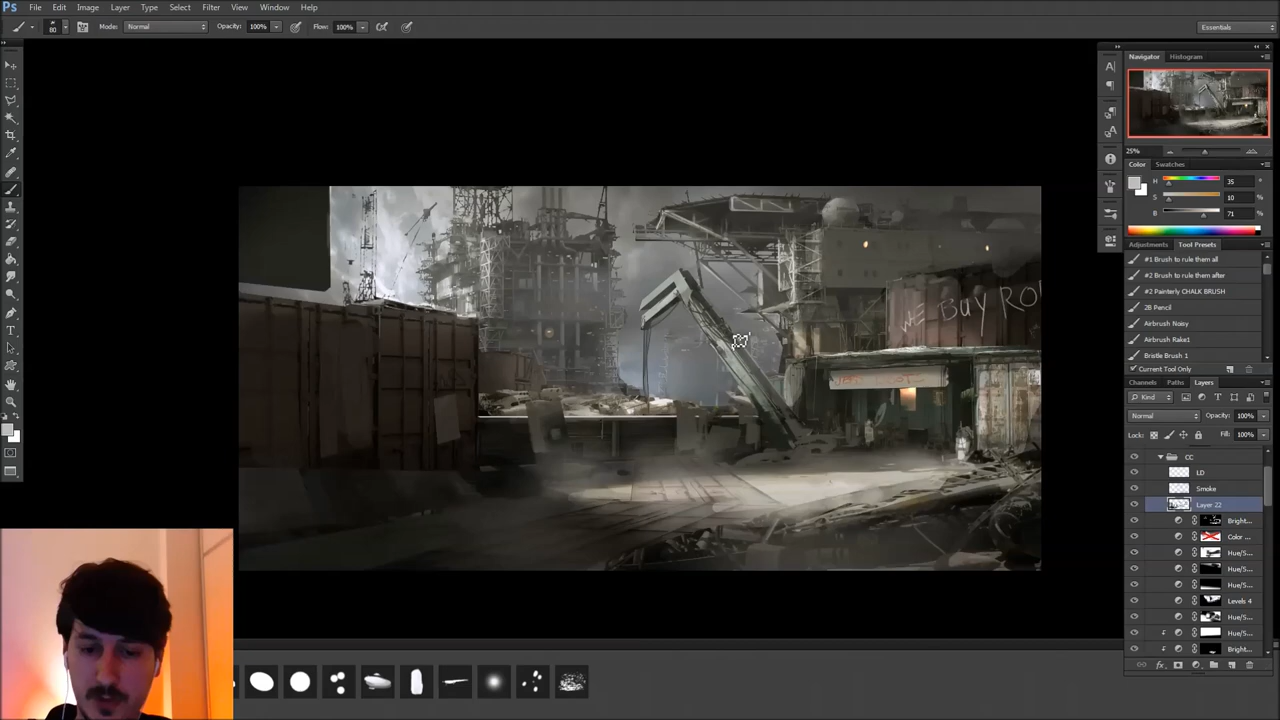 Ps File Edit Image Layer Type Select Filter View Window Help
80 Mode: Normal Opacity: 100% Flow: 100% Essentials
Navigator Histogram
25%
Color Swatches
H 35 °
S 10 %
B 71 %
Adjustments Tool Presets
#1 Brush to rule them all
#2 Brush to rule them after
#2 Painterly CHALK BRUSH
2B Pencil
Airbrush Noisy
Airbrush Rake1
Bristle Brush 1
Current Tool Only
Channels Paths Layers
Kind
Normal Opacity: 100%
Lock: Fill: 100%
CC
LD
Smoke
Layer 22
Bright...
Color ...
Hue/S...
Hue/S...
Hue/S...
Levels 4
Hue/S...
Hue/S...
Bright...
WE BUY RO